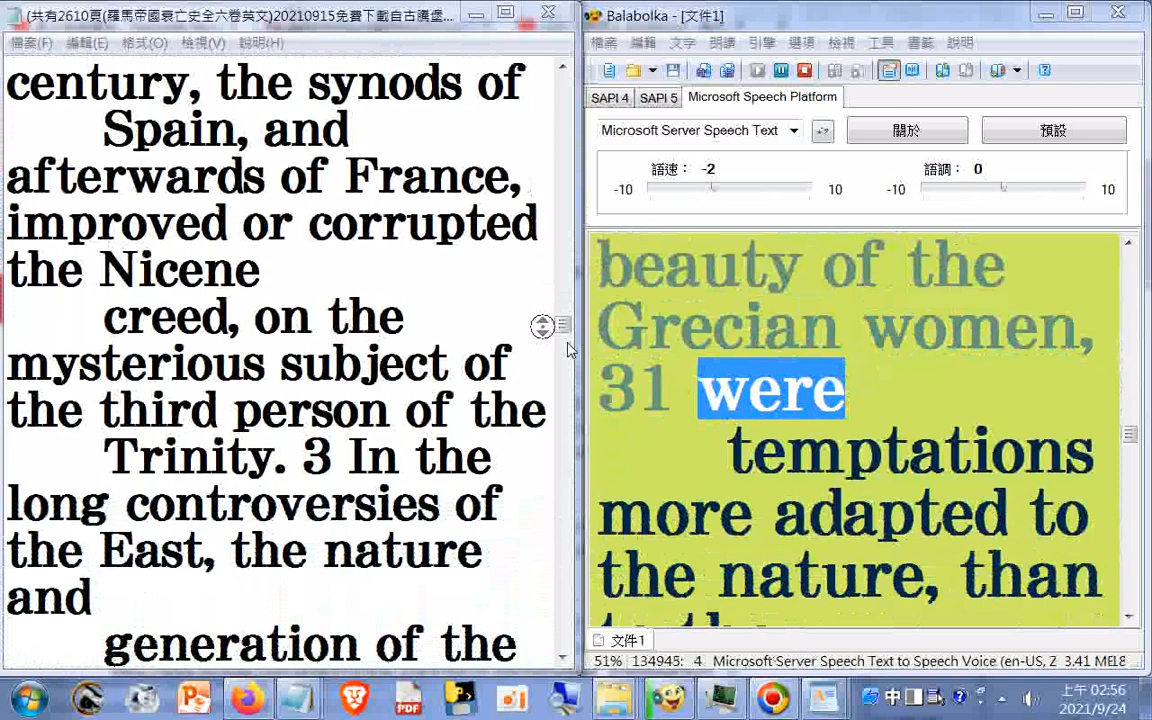 (共有2610頁(羅馬帝國衰亡史全六卷英文)20210915免費下載自古騰堡...
檔案(F) 編輯(E) 格式(O) 檢視(V) 說明(H)
century, the synods of
Spain, and
afterwards of France,
improved or corrupted
the Nicene
creed, on the
mysterious subject of
the third person of the
Trinity. 3 In the
long controversies of
the East, the nature
and
generation of the
Balabolka - [文件1]
檔案 編輯 文字 朗讀 引擎 選項 檢視 工具 書籤 說明
SAPI 4 SAPI 5 Microsoft Speech Platform
Microsoft Server Speech Text 關於 預設
語速: -2 語調: 0
-10 10 -10 10
beauty of the
Grecian women,
31 were
temptations
more adapted to
the nature, than
to the
文件1
51% 134945: 4 Microsoft Server Speech Text to Speech Voice (en-US, Z 3.41 MEL8
中
上午 02:56
2021/9/24